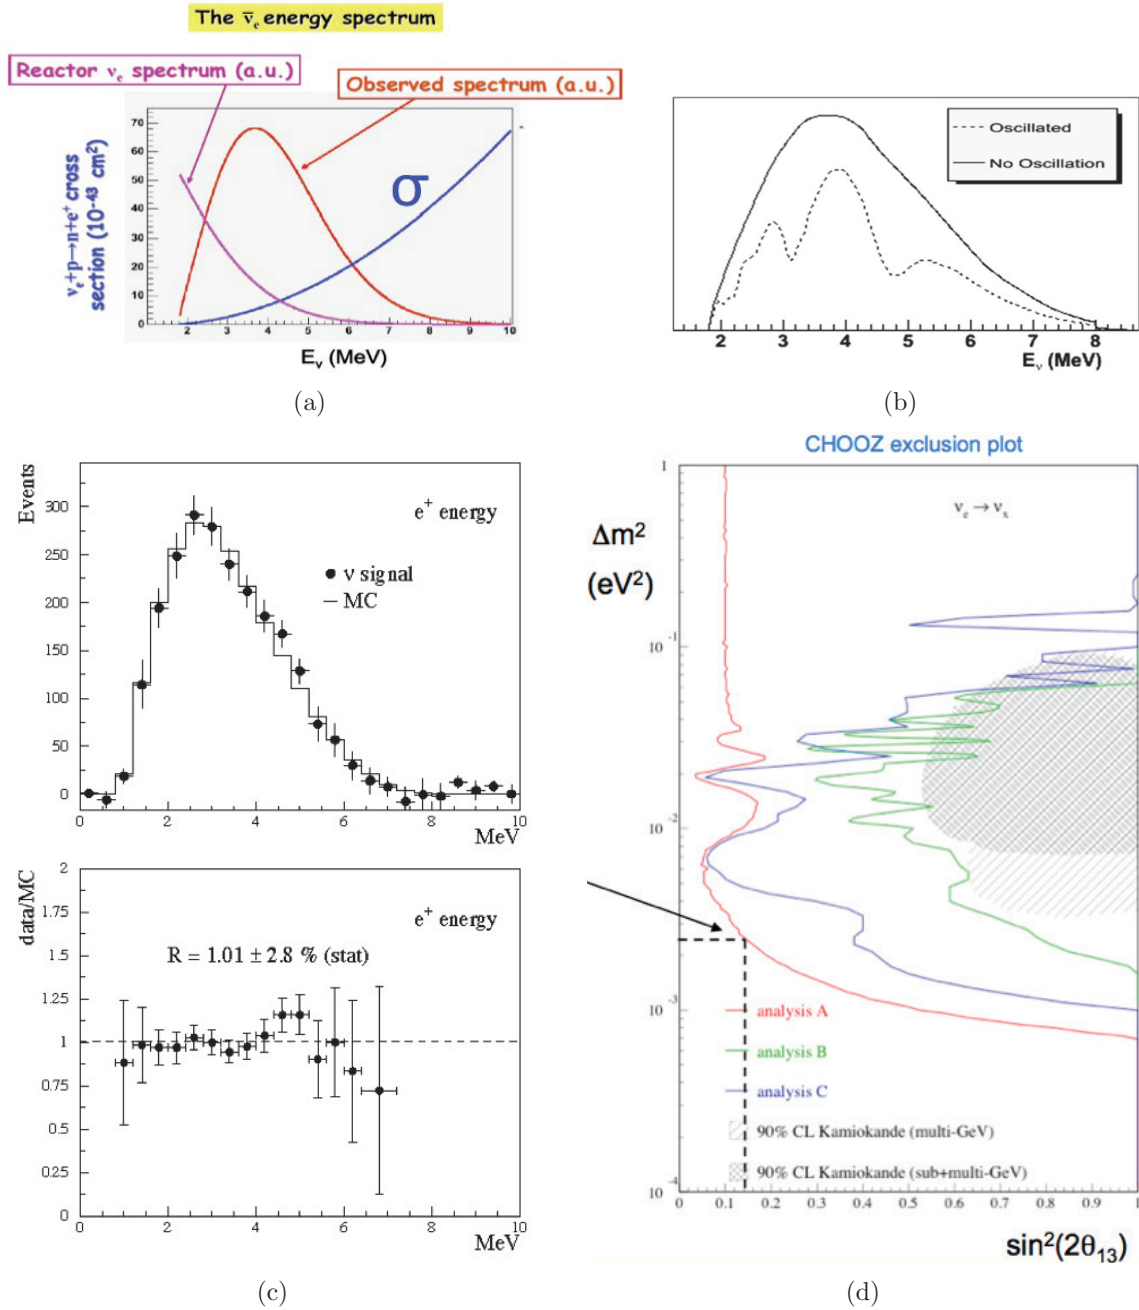 The ν̅ₑ energy spectrum
Reactor νₑ spectrum (a.u.)
Observed spectrum (a.u.)
νₑ+p→n+e⁺ cross
section (10⁻⁴³ cm²)
70
60
50
40
30
20
10
0
σ
2 3 4 5 6 7 8 9 10
Eᵥ (MeV)
(a)
Oscillated
No Oscillation
2 3 4 5 6 7 8
Eᵥ (MeV)
(b)
Events
300
250
200
150
100
50
0
e⁺ energy
ν signal
MC
0 2 4 6 8 10
MeV
data/MC
2
1.75
1.5
1.25
1
0.75
0.5
0.25
0
e⁺ energy
R = 1.01 ± 2.8 % (stat)
0 2 4 6 8 10
MeV
(c)
CHOOZ exclusion plot
Δm²
(eV²)
νₑ → νₓ
1
10⁻¹
10⁻²
10⁻³
10⁻⁴
analysis A
analysis B
analysis C
90% CL Kamiokande (multi-GeV)
90% CL Kamiokande (sub+multi-GeV)
0 0.1 0.2 0.3 0.4 0.5 0.6 0.7 0.8 0.9 1
sin²(2θ₁₃)
(d)